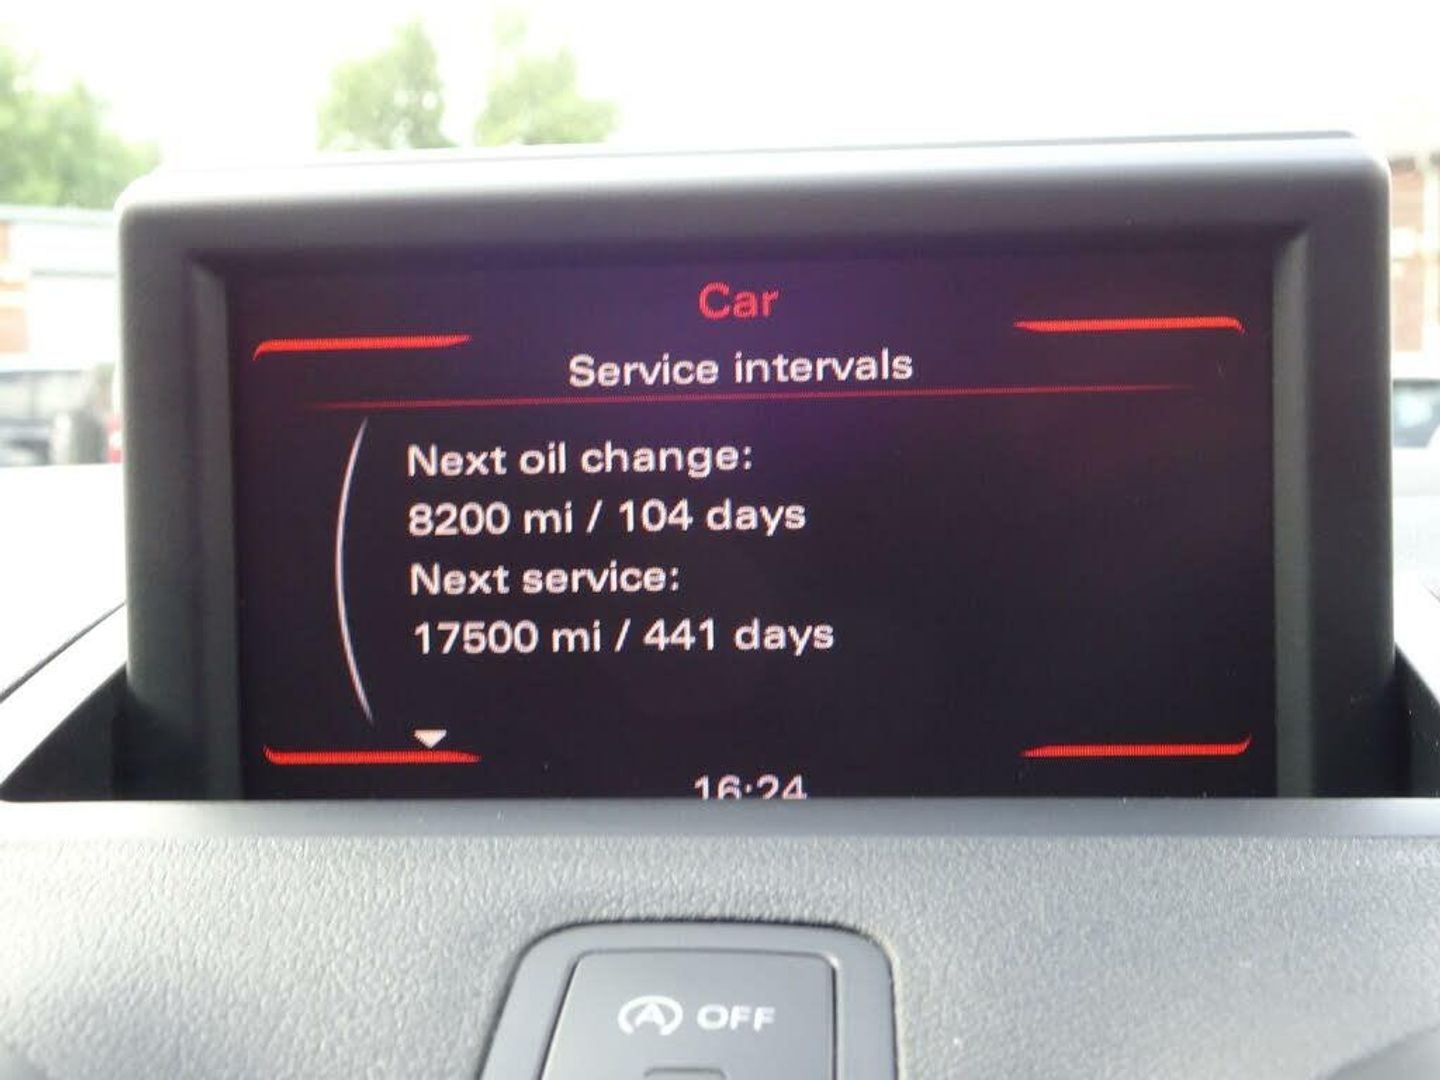 Car
Service intervals
Next oil change:
8200 mi / 104 days
Next service:
17500 mi / 441 days
16:24
A OFF